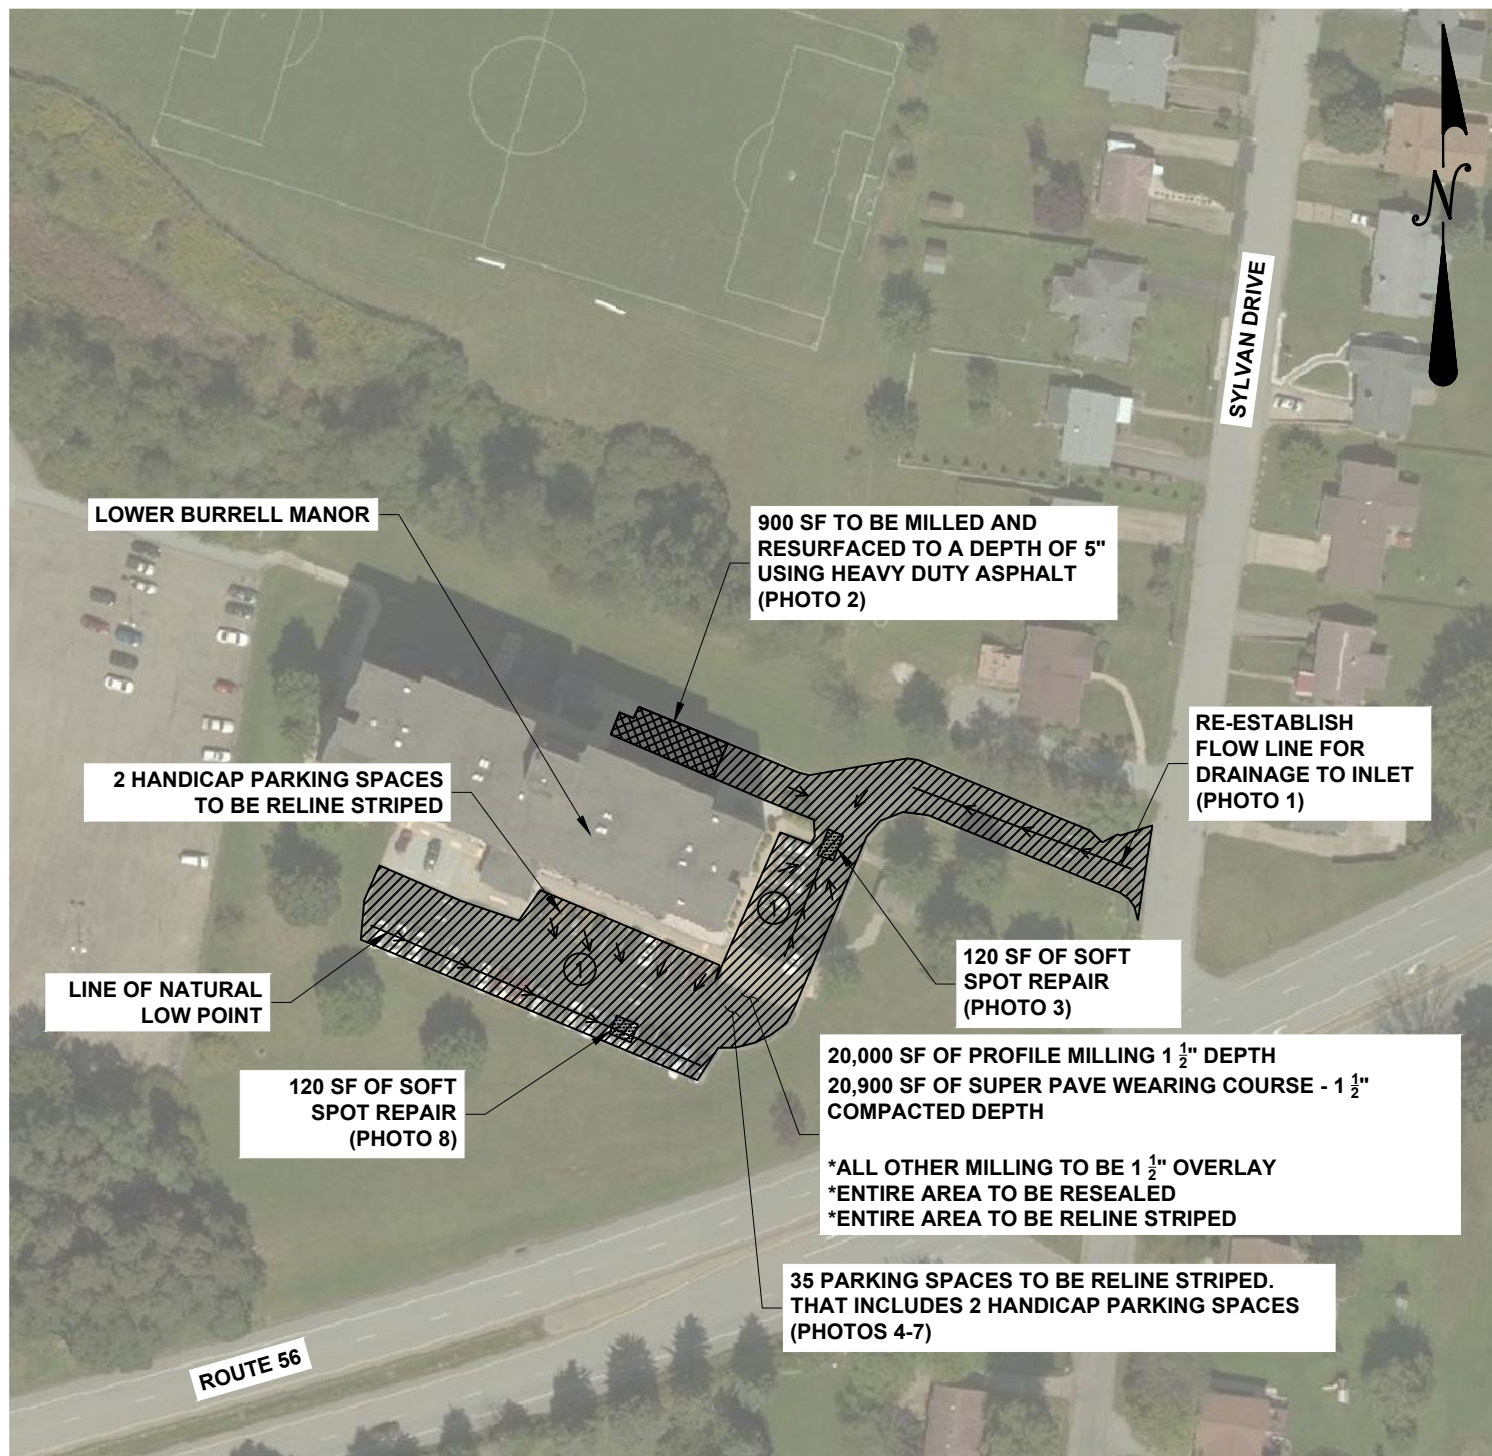 N
SYLVAN DRIVE
LOWER BURRELL MANOR
900 SF TO BE MILLED AND
RESURFACED TO A DEPTH OF 5"
USING HEAVY DUTY ASPHALT
(PHOTO 2)
RE-ESTABLISH
FLOW LINE FOR
DRAINAGE TO INLET
(PHOTO 1)
2 HANDICAP PARKING SPACES
TO BE RELINE STRIPED
1
1
LINE OF NATURAL
LOW POINT
120 SF OF SOFT
SPOT REPAIR
(PHOTO 3)
120 SF OF SOFT
SPOT REPAIR
(PHOTO 8)
20,000 SF OF PROFILE MILLING 1 1/2" DEPTH
20,900 SF OF SUPER PAVE WEARING COURSE - 1 1/2"
COMPACTED DEPTH
*ALL OTHER MILLING TO BE 1 1/2" OVERLAY
*ENTIRE AREA TO BE RESEALED
*ENTIRE AREA TO BE RELINE STRIPED
35 PARKING SPACES TO BE RELINE STRIPED.
THAT INCLUDES 2 HANDICAP PARKING SPACES
(PHOTOS 4-7)
ROUTE 56